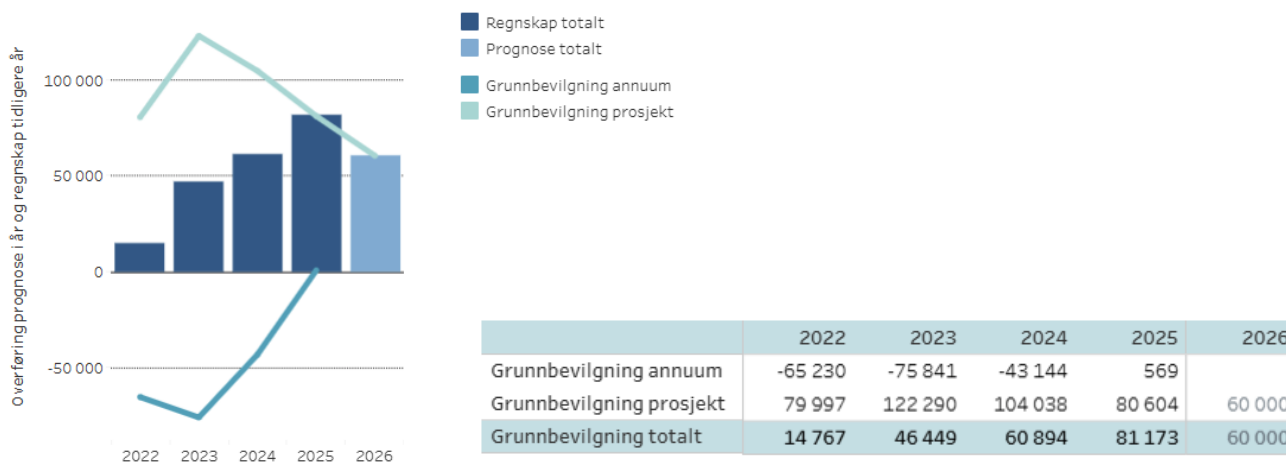 Overføring prognose i år og regnskap tidligere år
100 000
50 000
0
-50 000
2022 2023 2024 2025 2026
Regnskap totalt
Prognose totalt
Grunnbevilgning annuum
Grunnbevilgning prosjekt
2022 2023 2024 2025 2026
Grunnbevilgning annuum -65 230 -75 841 -43 144 569
Grunnbevilgning prosjekt 79 997 122 290 104 038 80 604 60 000
Grunnbevilgning totalt 14 767 46 449 60 894 81 173 60 000